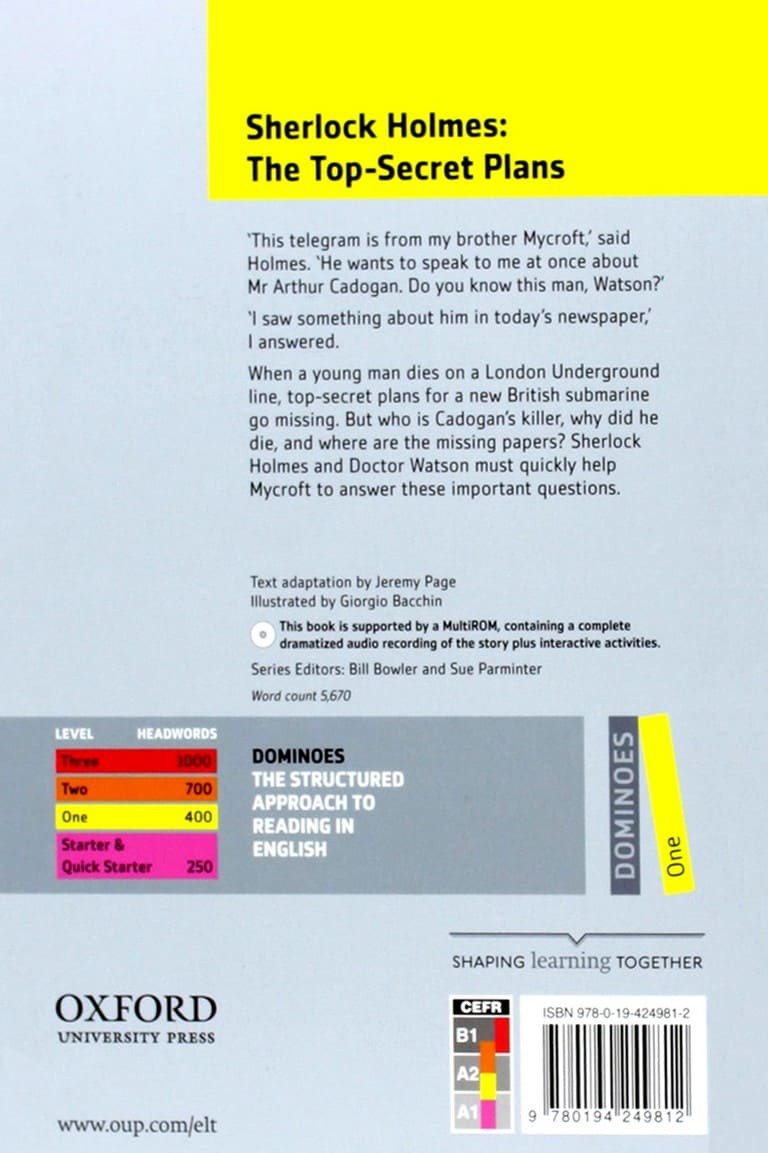 Sherlock Holmes:
The Top-Secret Plans
‘This telegram is from my brother Mycroft,’ said
Holmes. ‘He wants to speak to me at once about
Mr Arthur Cadogan. Do you know this man, Watson?’
‘I saw something about him in today’s newspaper,’
I answered.
When a young man dies on a London Underground
line, top-secret plans for a new British submarine
go missing. But who is Cadogan’s killer, why did he
die, and where are the missing papers? Sherlock
Holmes and Doctor Watson must quickly help
Mycroft to answer these important questions.
Text adaptation by Jeremy Page
Illustrated by Giorgio Bacchin
This book is supported by a MultiROM, containing a complete
dramatized audio recording of the story plus interactive activities.
Series Editors: Bill Bowler and Sue Parminter
Word count 5,670
LEVEL HEADWORDS
Three 1000
Two 700
One 400
Starter &
Quick Starter 250
DOMINOES
THE STRUCTURED
APPROACH TO
READING IN
ENGLISH
DOMINOES
One
SHAPING learning TOGETHER
OXFORD
UNIVERSITY PRESS
www.oup.com/elt
CEFR
B1
A2
A1
ISBN 978-0-19-424981-2
9 780194 249812